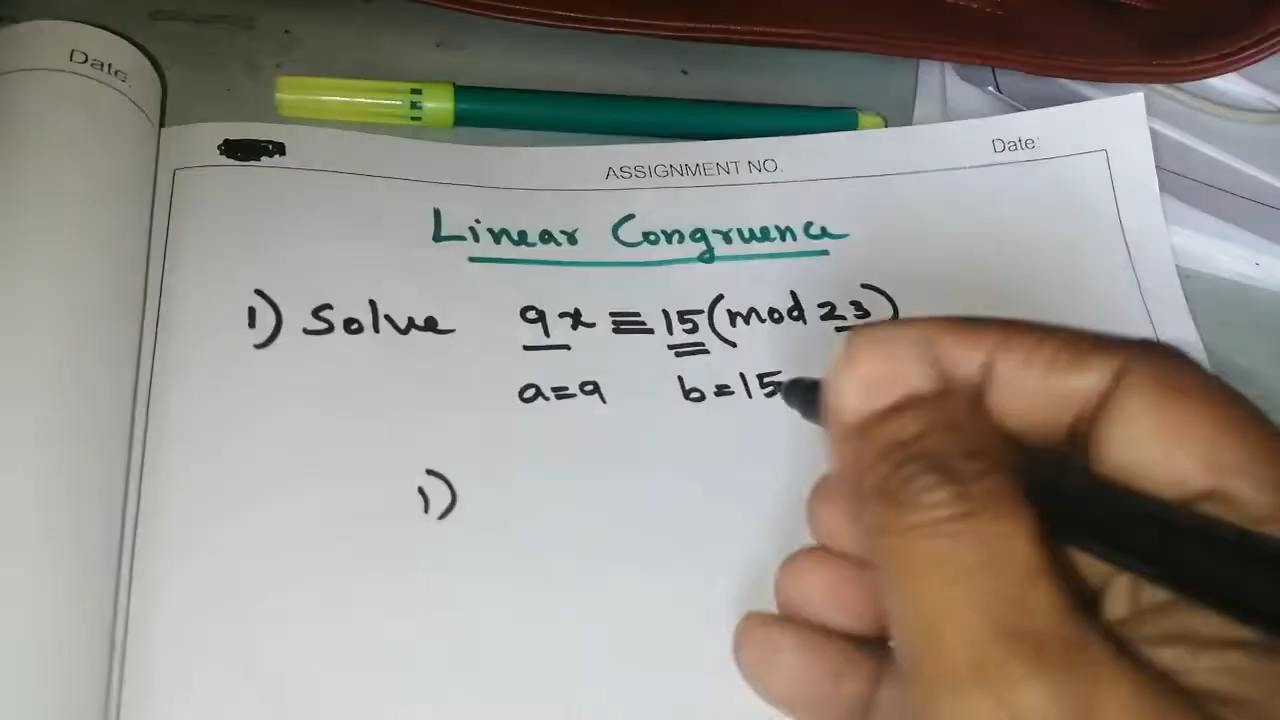 Date.
ASSIGNMENT NO.
Date:
Linear Congruence
1) Solve 9x ≡ 15 (mod 23)
a=9 b=15
1)